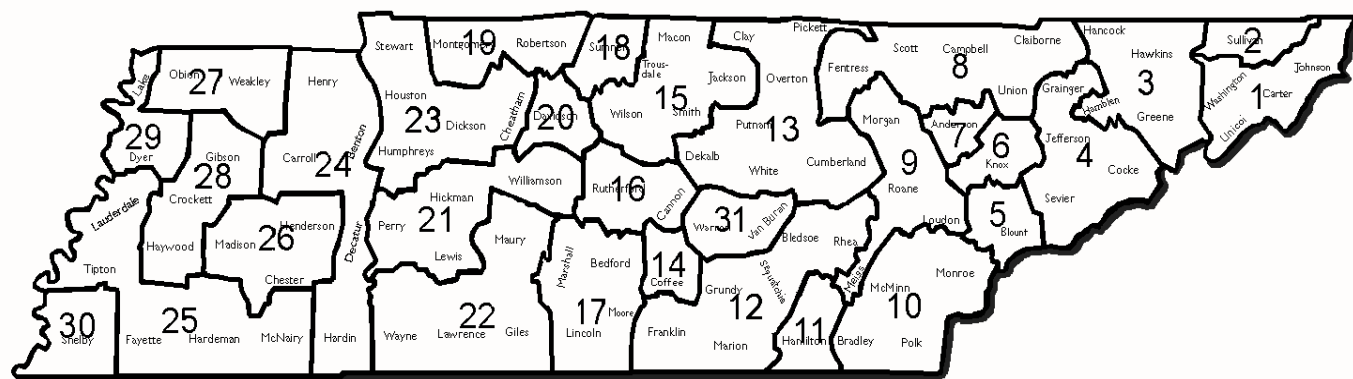 Stewart
Montgomery
19
Robertson
Sumner
18
Macon
Clay
Pickett
Scott
Campbell
Claiborne
Hancock
Hawkins
Sullivan
2
Johnson
Lake
Obion
27
Weakley
Henry
Houston
23
Dickson
Cheatham
Davidson
20
Trous-
dale
Jackson
15
Wilson
Smith
Overton
Fentress
8
Union
Grainger
3
Washington
1
Carter
Unicoi
Hamblen
Greene
29
Dyer
Gibson
28
Crockett
Carroll
24
Benton
Humphreys
Putnam
13
Dekalb
White
Cumberland
Morgan
9
Roane
Anderson
7
6
Knox
Jefferson
4
Cocke
Sevier
Lauderdale
Haywood
Madison
26
Henderson
Chester
Decatur
Perry
21
Hickman
Williamson
Lewis
Maury
Rutherford
16
Cannon
31
Warren
Van Buran
Bledsoe
Rhea
Loudon
5
Blount
Tipton
Marshall
Bedford
14
Coffee
Grundy
Sequatchie
Meigs
McMinn
Monroe
10
30
Shelby
25
Fayette
Hardeman
McNairy
Hardin
Wayne
22
Lawrence
Giles
17
Moore
Lincoln
Franklin
12
Marion
11
Hamilton
Bradley
Polk